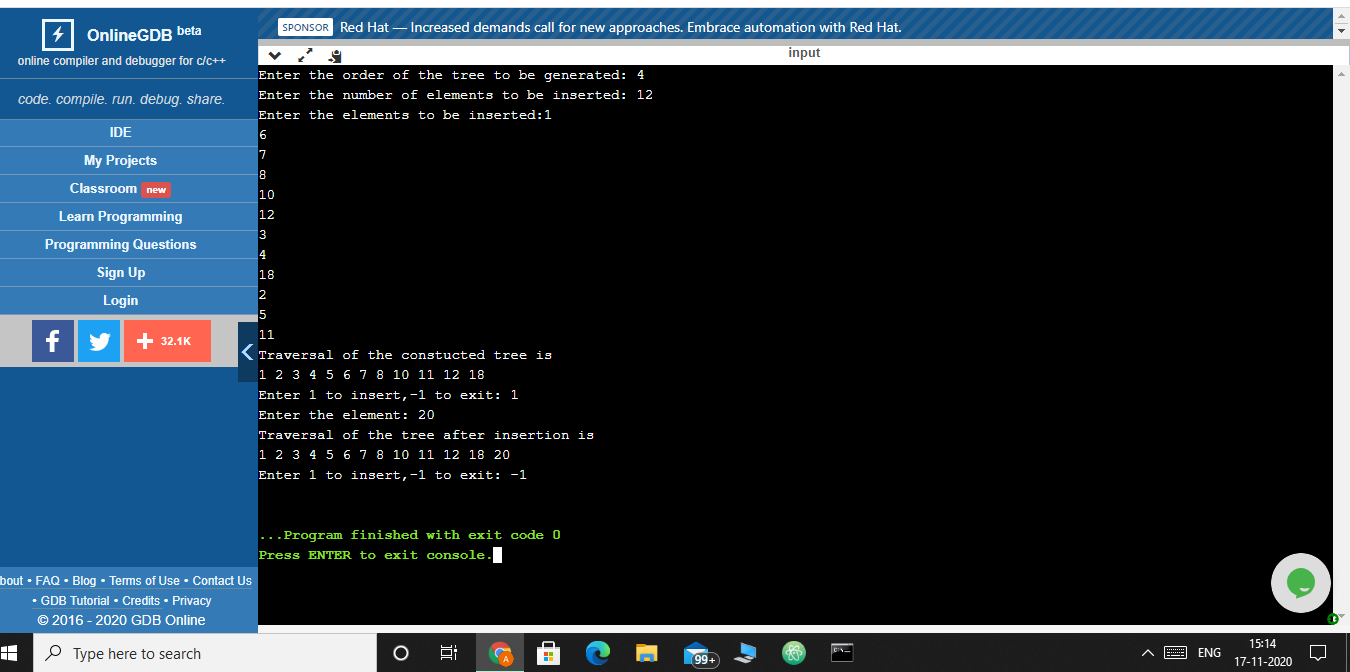 OnlineGDB beta
online compiler and debugger for c/c++
code. compile. run. debug. share.
IDE
My Projects
Classroom new
Learn Programming
Programming Questions
Sign Up
Login
32.1K
bout • FAQ • Blog • Terms of Use • Contact Us
• GDB Tutorial • Credits • Privacy
© 2016 - 2020 GDB Online
SPONSOR Red Hat — Increased demands call for new approaches. Embrace automation with Red Hat.
input
Enter the order of the tree to be generated: 4
Enter the number of elements to be inserted: 12
Enter the elements to be inserted:1
6
7
8
10
12
3
4
18
2
5
11
Traversal of the constucted tree is
1 2 3 4 5 6 7 8 10 11 12 18
Enter 1 to insert,-1 to exit: 1
Enter the element: 20
Traversal of the tree after insertion is
1 2 3 4 5 6 7 8 10 11 12 18 20
Enter 1 to insert,-1 to exit: -1
...Program finished with exit code 0
Press ENTER to exit console.
Type here to search
A
99+
ENG
15:14
17-11-2020